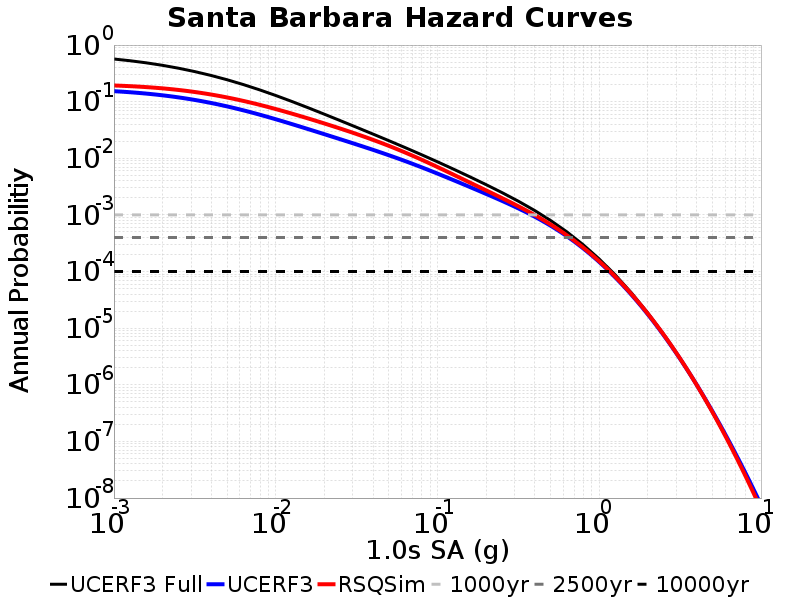 Santa Barbara Hazard Curves
Annual Probabilitiy
10^0
10^-1
10^-2
10^-3
10^-4
10^-5
10^-6
10^-7
10^-8
10^-3 10^-2 10^-1 10^0 10^1
1.0s SA (g)
UCERF3 Full UCERF3 RSQSim 1000yr 2500yr 10000yr